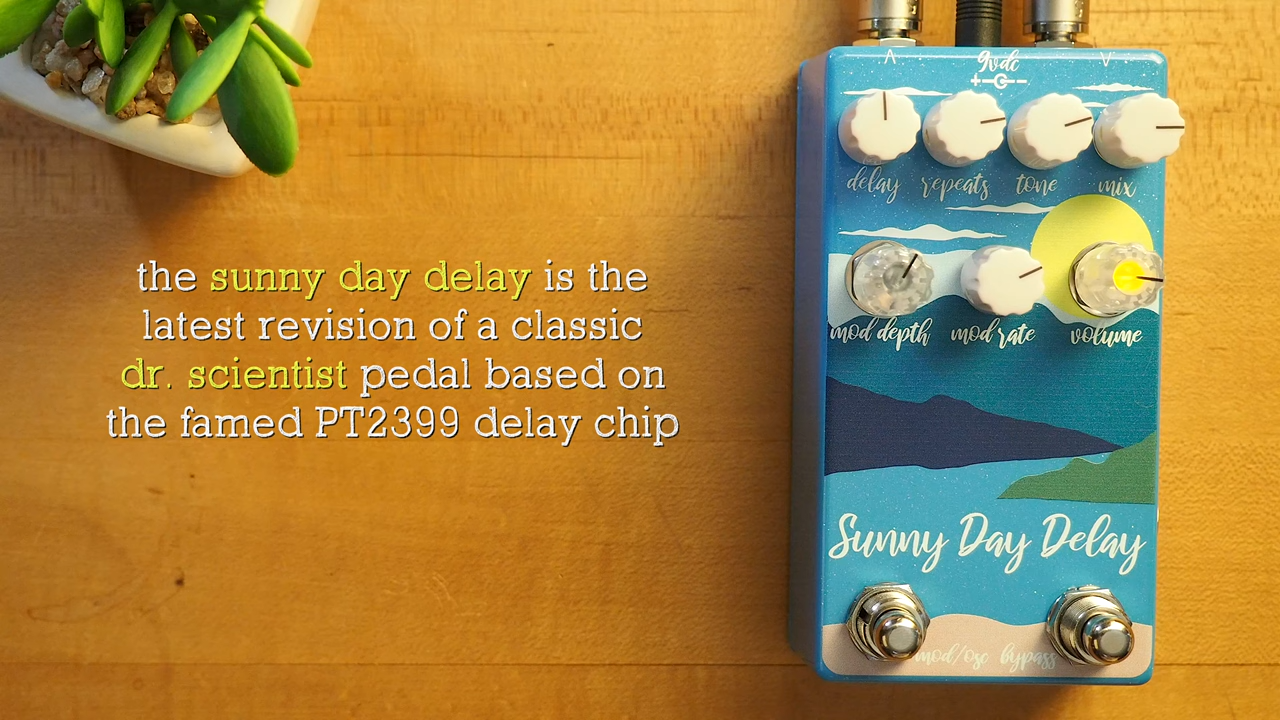 the sunny day delay is the
latest revision of a classic
dr. scientist pedal based on
the famed PT2399 delay chip
9vdc
delay repeats tone mix
mod depth mod rate volume
Sunny Day Delay
mod/osc bypass